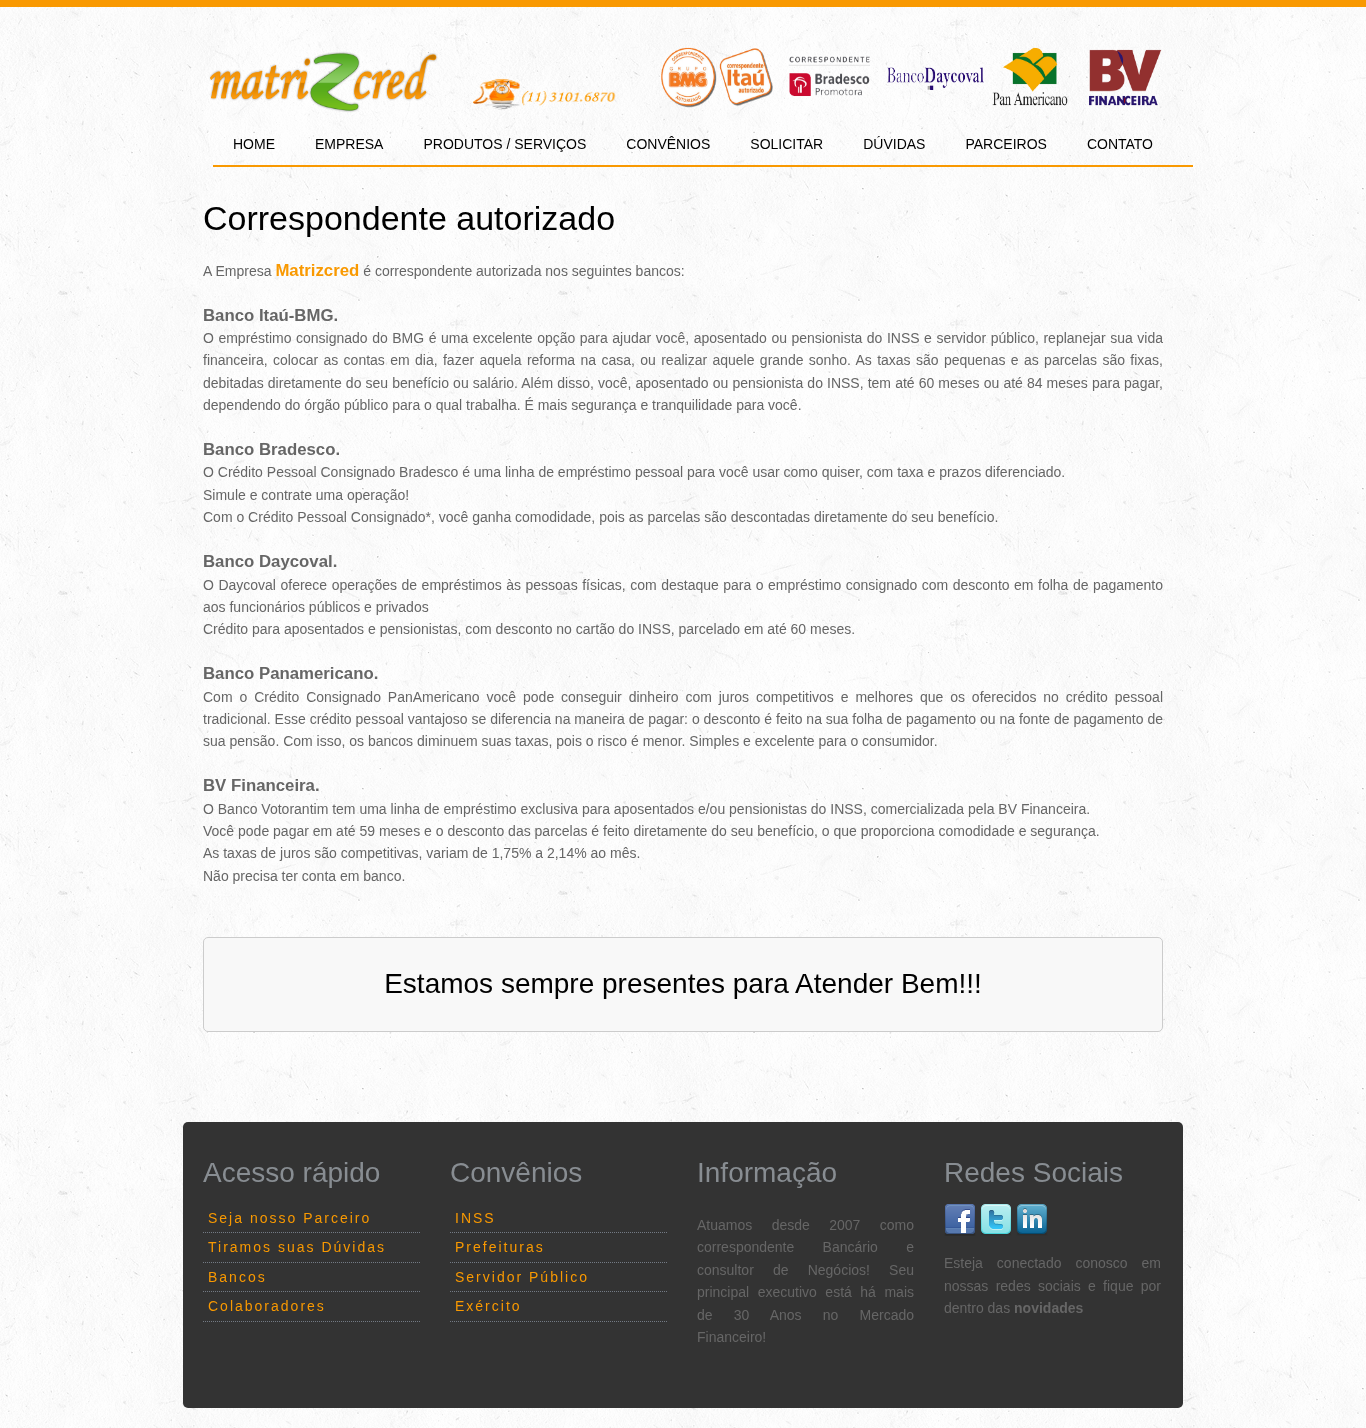 matriZcred
(11) 3101.6870
CORRESPONDENTE
GRUPO
BMG
AUTORIZADO
correspondente
Itaú
autorizado
CORRESPONDENTE
Bradesco
Promotora
BancoDaycoval
Pan Americano
BV
FINANCEIRA
HOME EMPRESA PRODUTOS / SERVIÇOS CONVÊNIOS SOLICITAR DÚVIDAS PARCEIROS CONTATO
Correspondente autorizado
A Empresa Matrizcred é correspondente autorizada nos seguintes bancos:
Banco Itaú-BMG.
O empréstimo consignado do BMG é uma excelente opção para ajudar você, aposentado ou pensionista do INSS e servidor público, replanejar sua vida
financeira, colocar as contas em dia, fazer aquela reforma na casa, ou realizar aquele grande sonho. As taxas são pequenas e as parcelas são fixas,
debitadas diretamente do seu benefício ou salário. Além disso, você, aposentado ou pensionista do INSS, tem até 60 meses ou até 84 meses para pagar,
dependendo do órgão público para o qual trabalha. É mais segurança e tranquilidade para você.
Banco Bradesco.
O Crédito Pessoal Consignado Bradesco é uma linha de empréstimo pessoal para você usar como quiser, com taxa e prazos diferenciado.
Simule e contrate uma operação!
Com o Crédito Pessoal Consignado*, você ganha comodidade, pois as parcelas são descontadas diretamente do seu benefício.
Banco Daycoval.
O Daycoval oferece operações de empréstimos às pessoas físicas, com destaque para o empréstimo consignado com desconto em folha de pagamento
aos funcionários públicos e privados
Crédito para aposentados e pensionistas, com desconto no cartão do INSS, parcelado em até 60 meses.
Banco Panamericano.
Com o Crédito Consignado PanAmericano você pode conseguir dinheiro com juros competitivos e melhores que os oferecidos no crédito pessoal
tradicional. Esse crédito pessoal vantajoso se diferencia na maneira de pagar: o desconto é feito na sua folha de pagamento ou na fonte de pagamento de
sua pensão. Com isso, os bancos diminuem suas taxas, pois o risco é menor. Simples e excelente para o consumidor.
BV Financeira.
O Banco Votorantim tem uma linha de empréstimo exclusiva para aposentados e/ou pensionistas do INSS, comercializada pela BV Financeira.
Você pode pagar em até 59 meses e o desconto das parcelas é feito diretamente do seu benefício, o que proporciona comodidade e segurança.
As taxas de juros são competitivas, variam de 1,75% a 2,14% ao mês.
Não precisa ter conta em banco.
Estamos sempre presentes para Atender Bem!!!
Acesso rápido
Seja nosso Parceiro
Tiramos suas Dúvidas
Bancos
Colaboradores
Convênios
INSS
Prefeituras
Servidor Público
Exército
Informação
Atuamos desde 2007 como
correspondente Bancário e
consultor de Negócios! Seu
principal executivo está há mais
de 30 Anos no Mercado
Financeiro!
Redes Sociais
Esteja conectado conosco em
nossas redes sociais e fique por
dentro das novidades